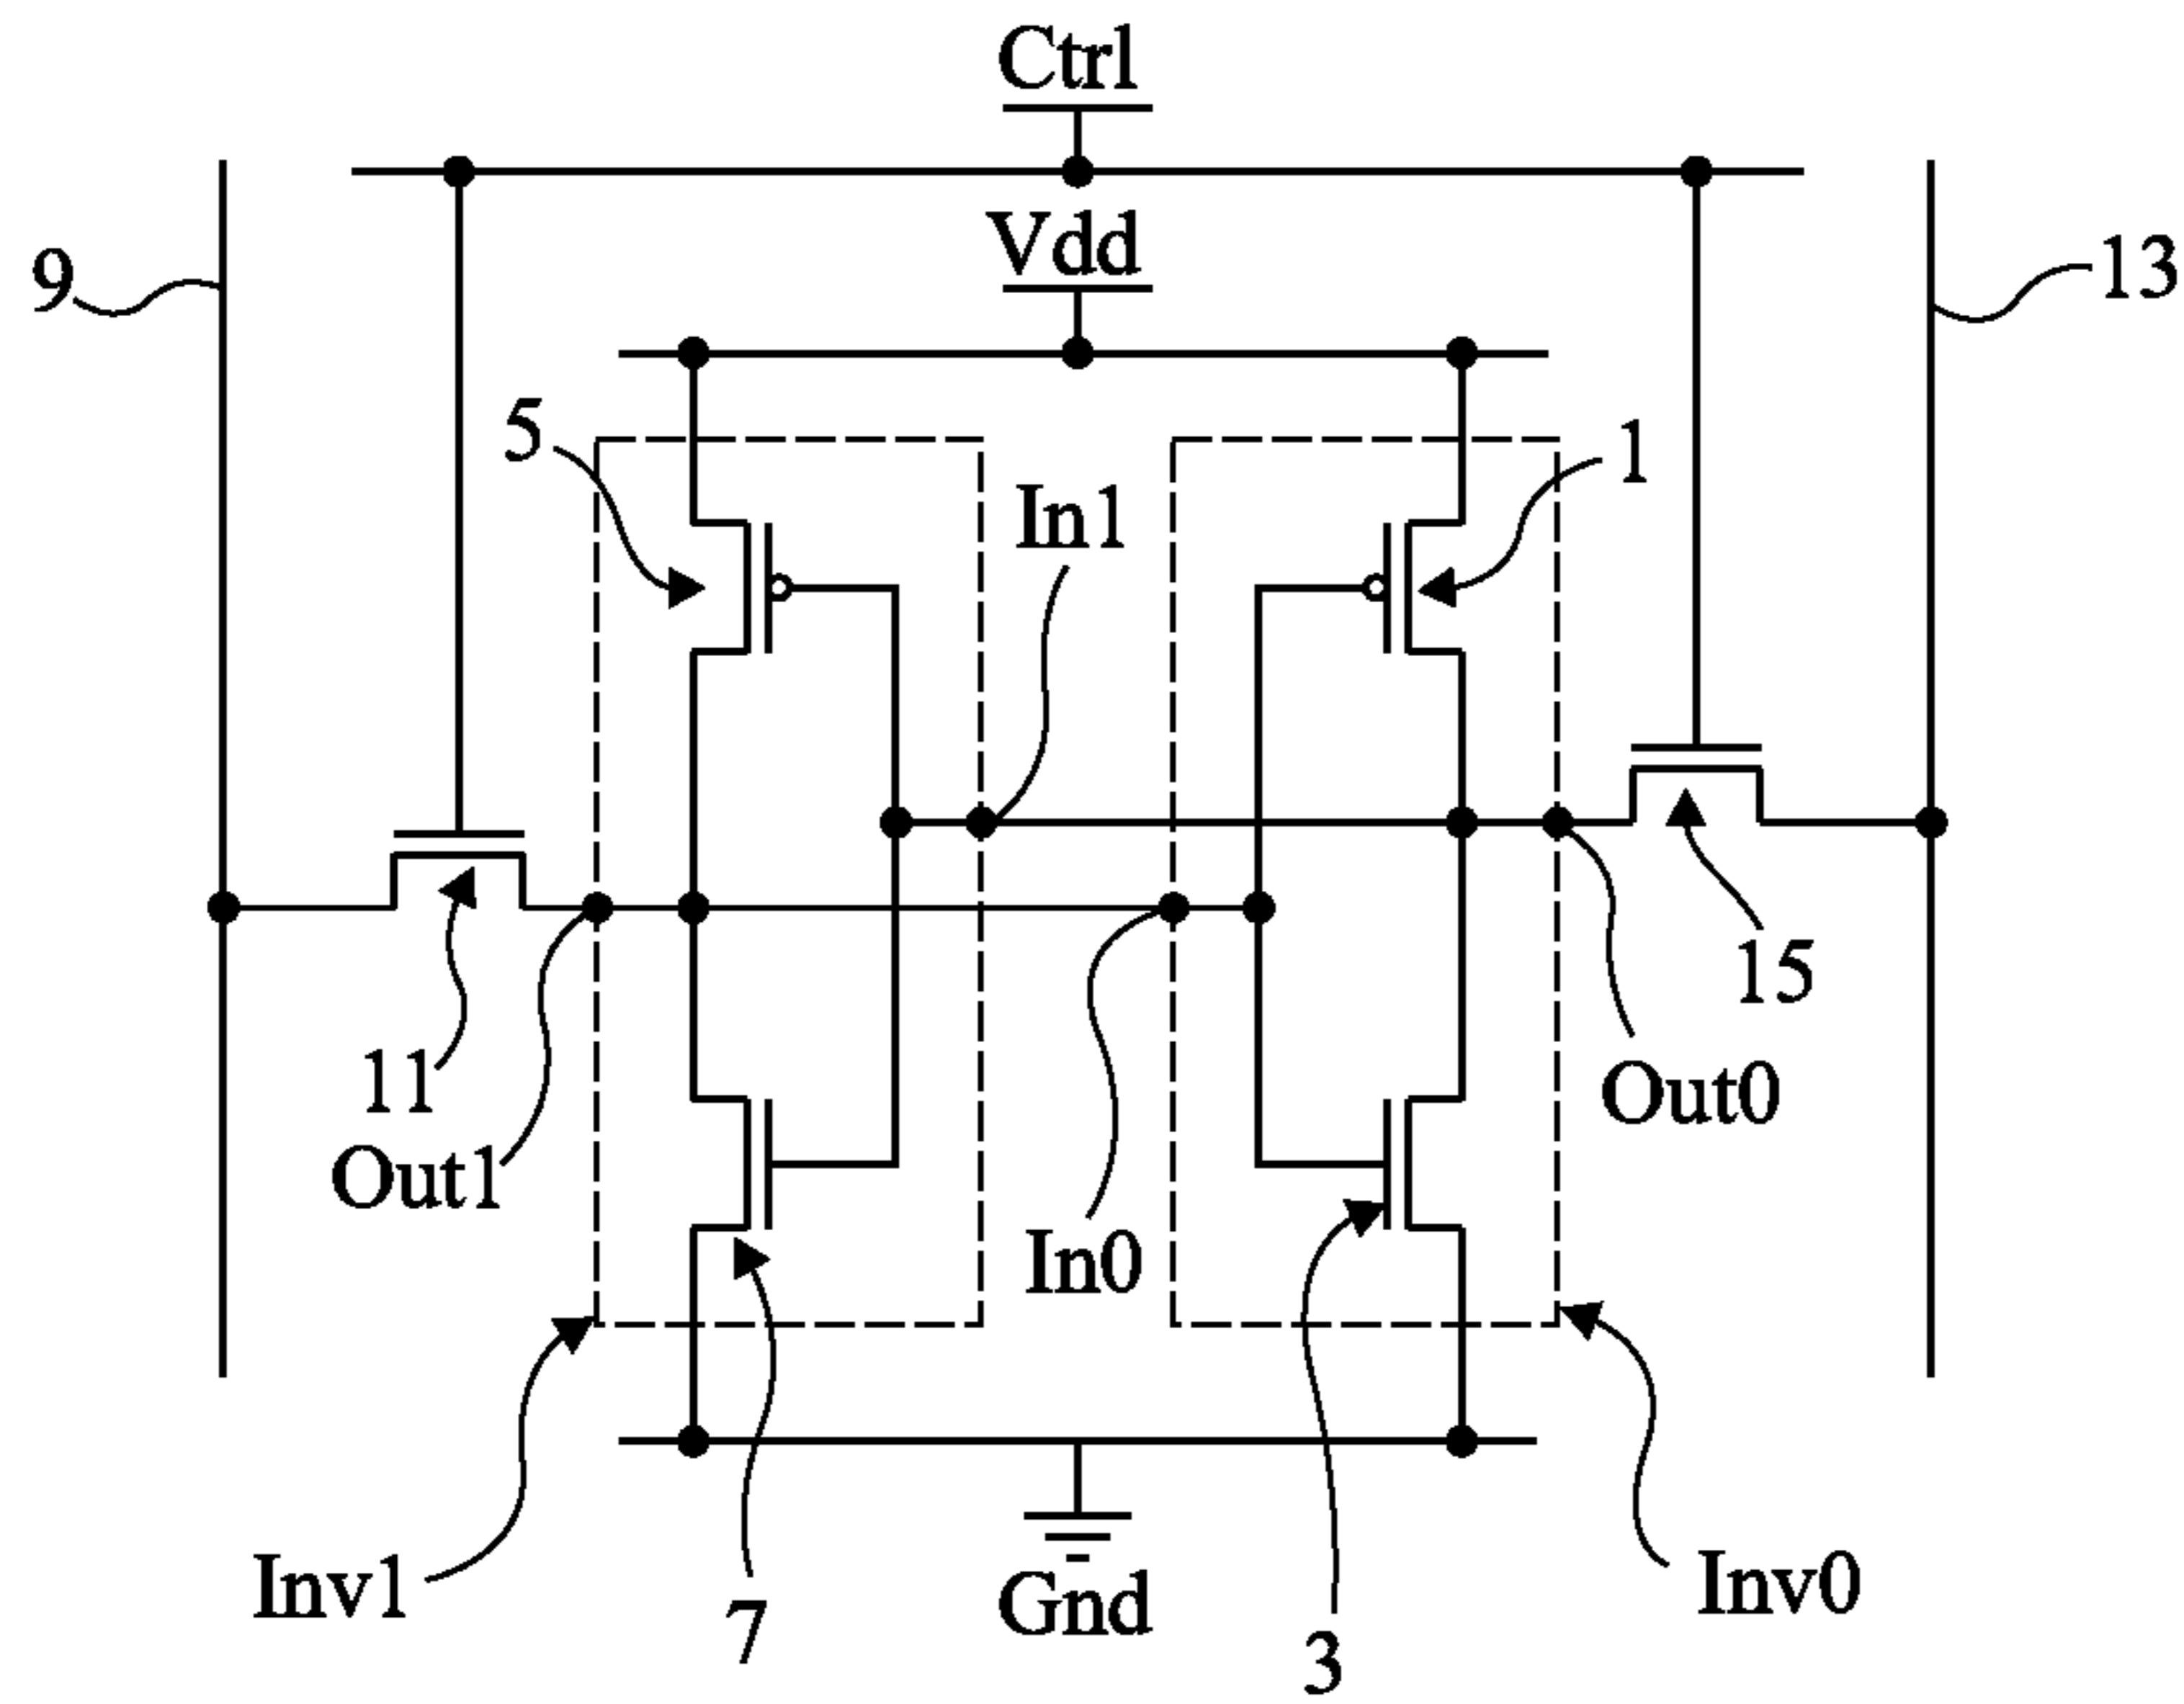 Ctrl
Vdd
9
13
5
1
In1
15
11
Out0
Out1
In0
Inv1
Inv0
7
Gnd
3